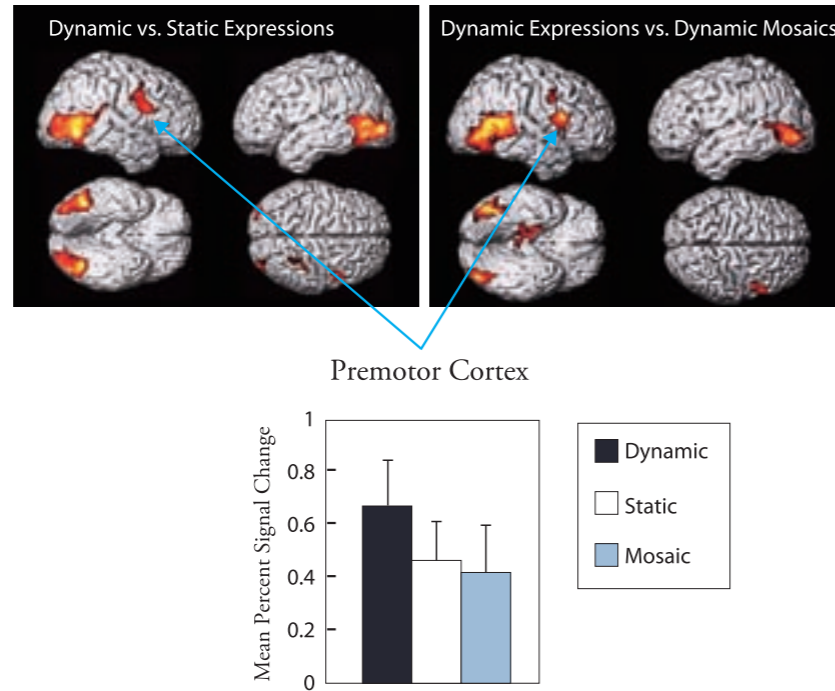 Dynamic vs. Static Expressions
Dynamic Expressions vs. Dynamic Mosaics
Premotor Cortex
Mean Percent Signal Change
1
0.8
0.6
0.4
0.2
0
Dynamic
Static
Mosaic